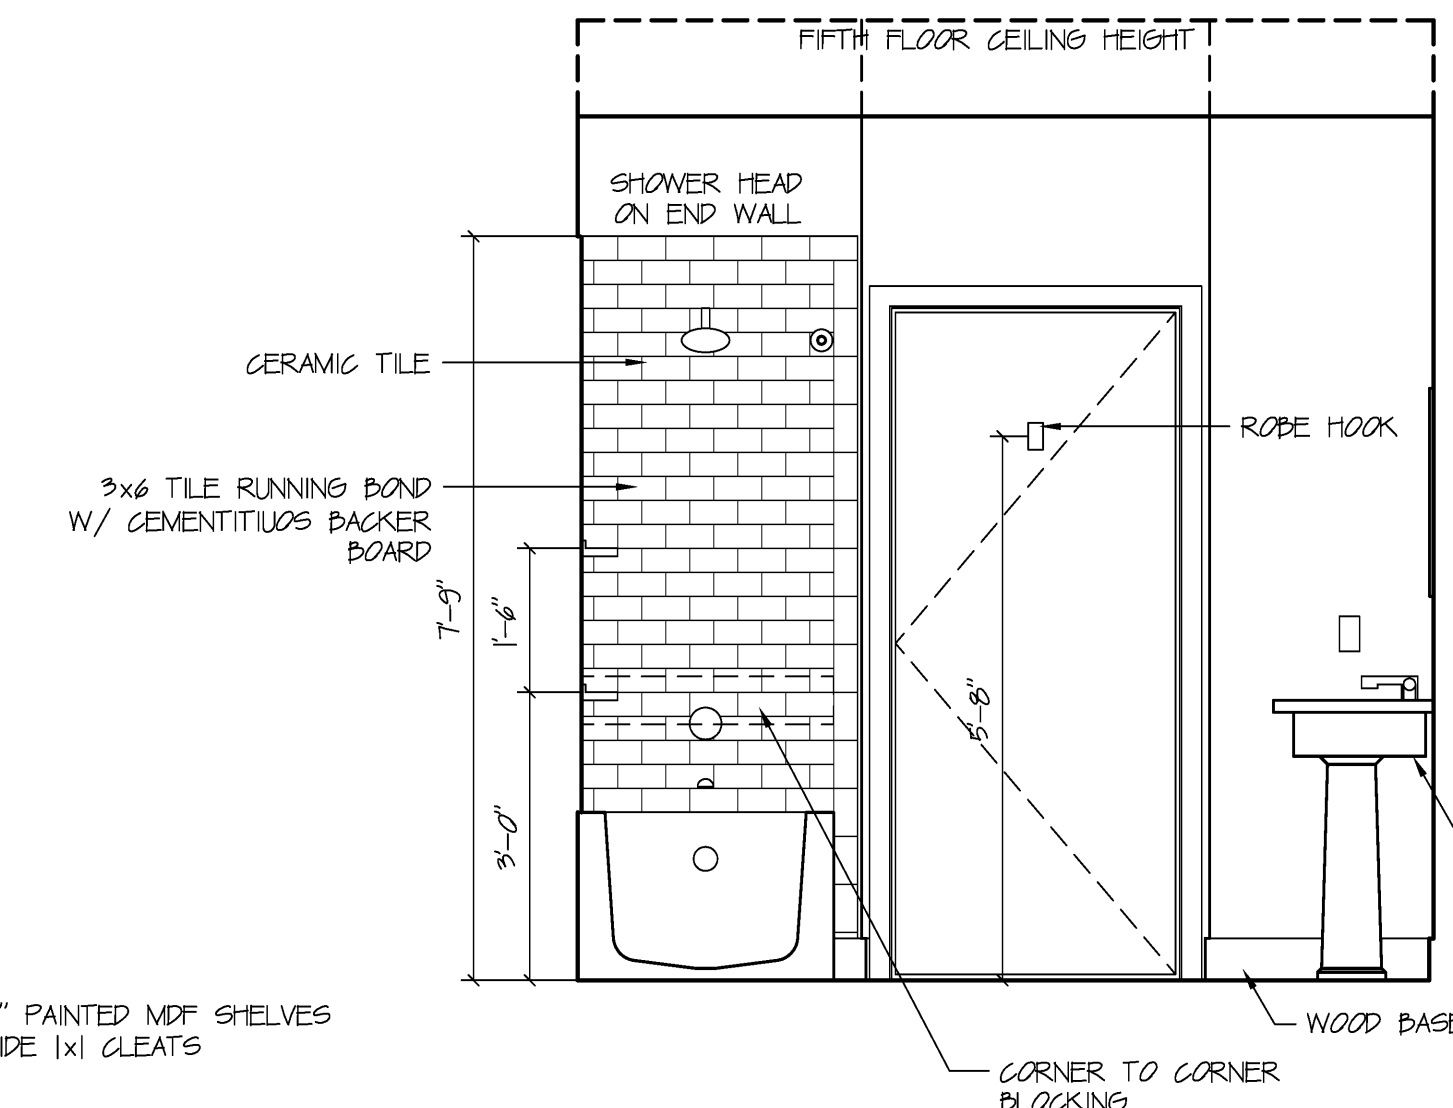 FIFTH FLOOR CEILING HEIGHT
SHOWER HEAD
ON END WALL
CERAMIC TILE
3x6 TILE RUNNING BOND
W/ CEMENTITIUOS BACKER
BOARD
ROBE HOOK
7'-9"
1'-6"
3'-0"
5'-8"
" PAINTED MDF SHELVES
IDE 1x1 CLEATS
WOOD BASE
CORNER TO CORNER
BLOCKING